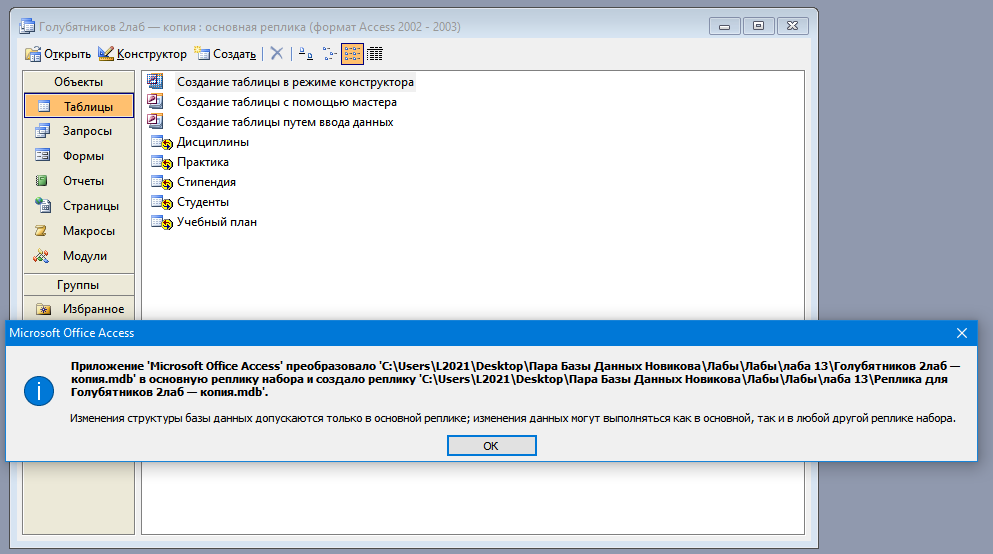 Голубятников 2лаб — копия : основная реплика (формат Access 2002 - 2003)
Открыть Конструктор Создать
Объекты
Таблицы
Запросы
Формы
Отчеты
Страницы
Макросы
Модули
Группы
Избранное
Создание таблицы в режиме конструктора
Создание таблицы с помощью мастера
Создание таблицы путем ввода данных
Дисциплины
Практика
Стипендия
Студенты
Учебный план
Microsoft Office Access
Приложение 'Microsoft Office Access' преобразовало 'C:\Users\L2021\Desktop\Пара Базы Данных Новикова\Лабы\Лабы\лаба 13\Голубятников 2лаб —
копия.mdb' в основную реплику набора и создало реплику 'C:\Users\L2021\Desktop\Пара Базы Данных Новикова\Лабы\Лабы\лаба 13\Реплика для
Голубятников 2лаб — копия.mdb'.
Изменения структуры базы данных допускаются только в основной реплике; изменения данных могут выполняться как в основной, так и в любой другой реплике набора.
ОК